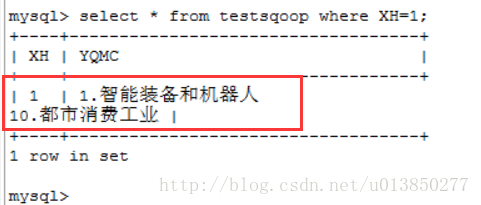 mysql> select * from testsqoop where XH=1;
+----+------------------------------------+
| XH | YQMC                               |
+----+------------------------------------+
| 1  | 1.智能装备和机器人
10.都市消费工业 |
+----+------------------------------------+
1 row in set
mysql>
http://blog.csdn.net/u013850277